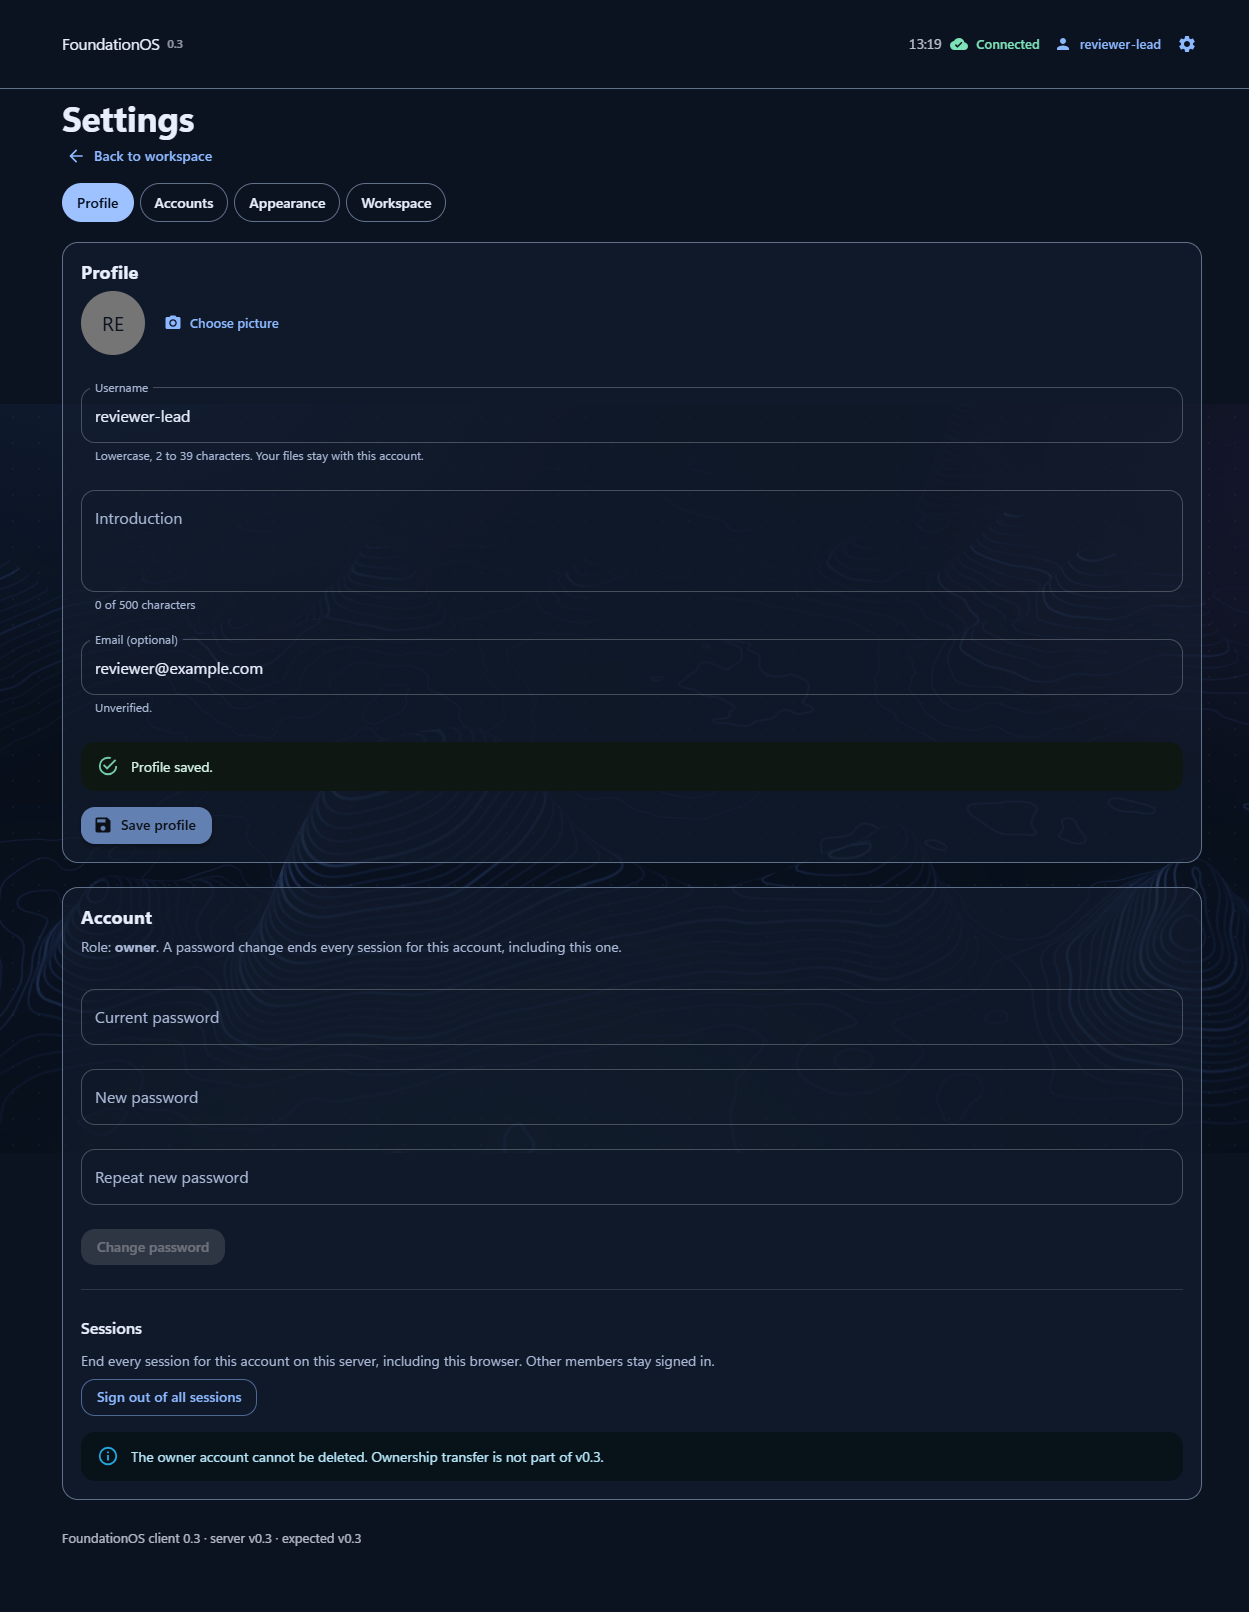 FoundationOS 0.3
13:19 Connected reviewer-lead
Settings
Back to workspace
Profile Accounts Appearance Workspace
Profile
RE Choose picture
Username
reviewer-lead
Lowercase, 2 to 39 characters. Your files stay with this account.
Introduction
0 of 500 characters
Email (optional)
reviewer@example.com
Unverified.
Profile saved.
Save profile
Account
Role: owner. A password change ends every session for this account, including this one.
Current password
New password
Repeat new password
Change password
Sessions
End every session for this account on this server, including this browser. Other members stay signed in.
Sign out of all sessions
The owner account cannot be deleted. Ownership transfer is not part of v0.3.
FoundationOS client 0.3 · server v0.3 · expected v0.3